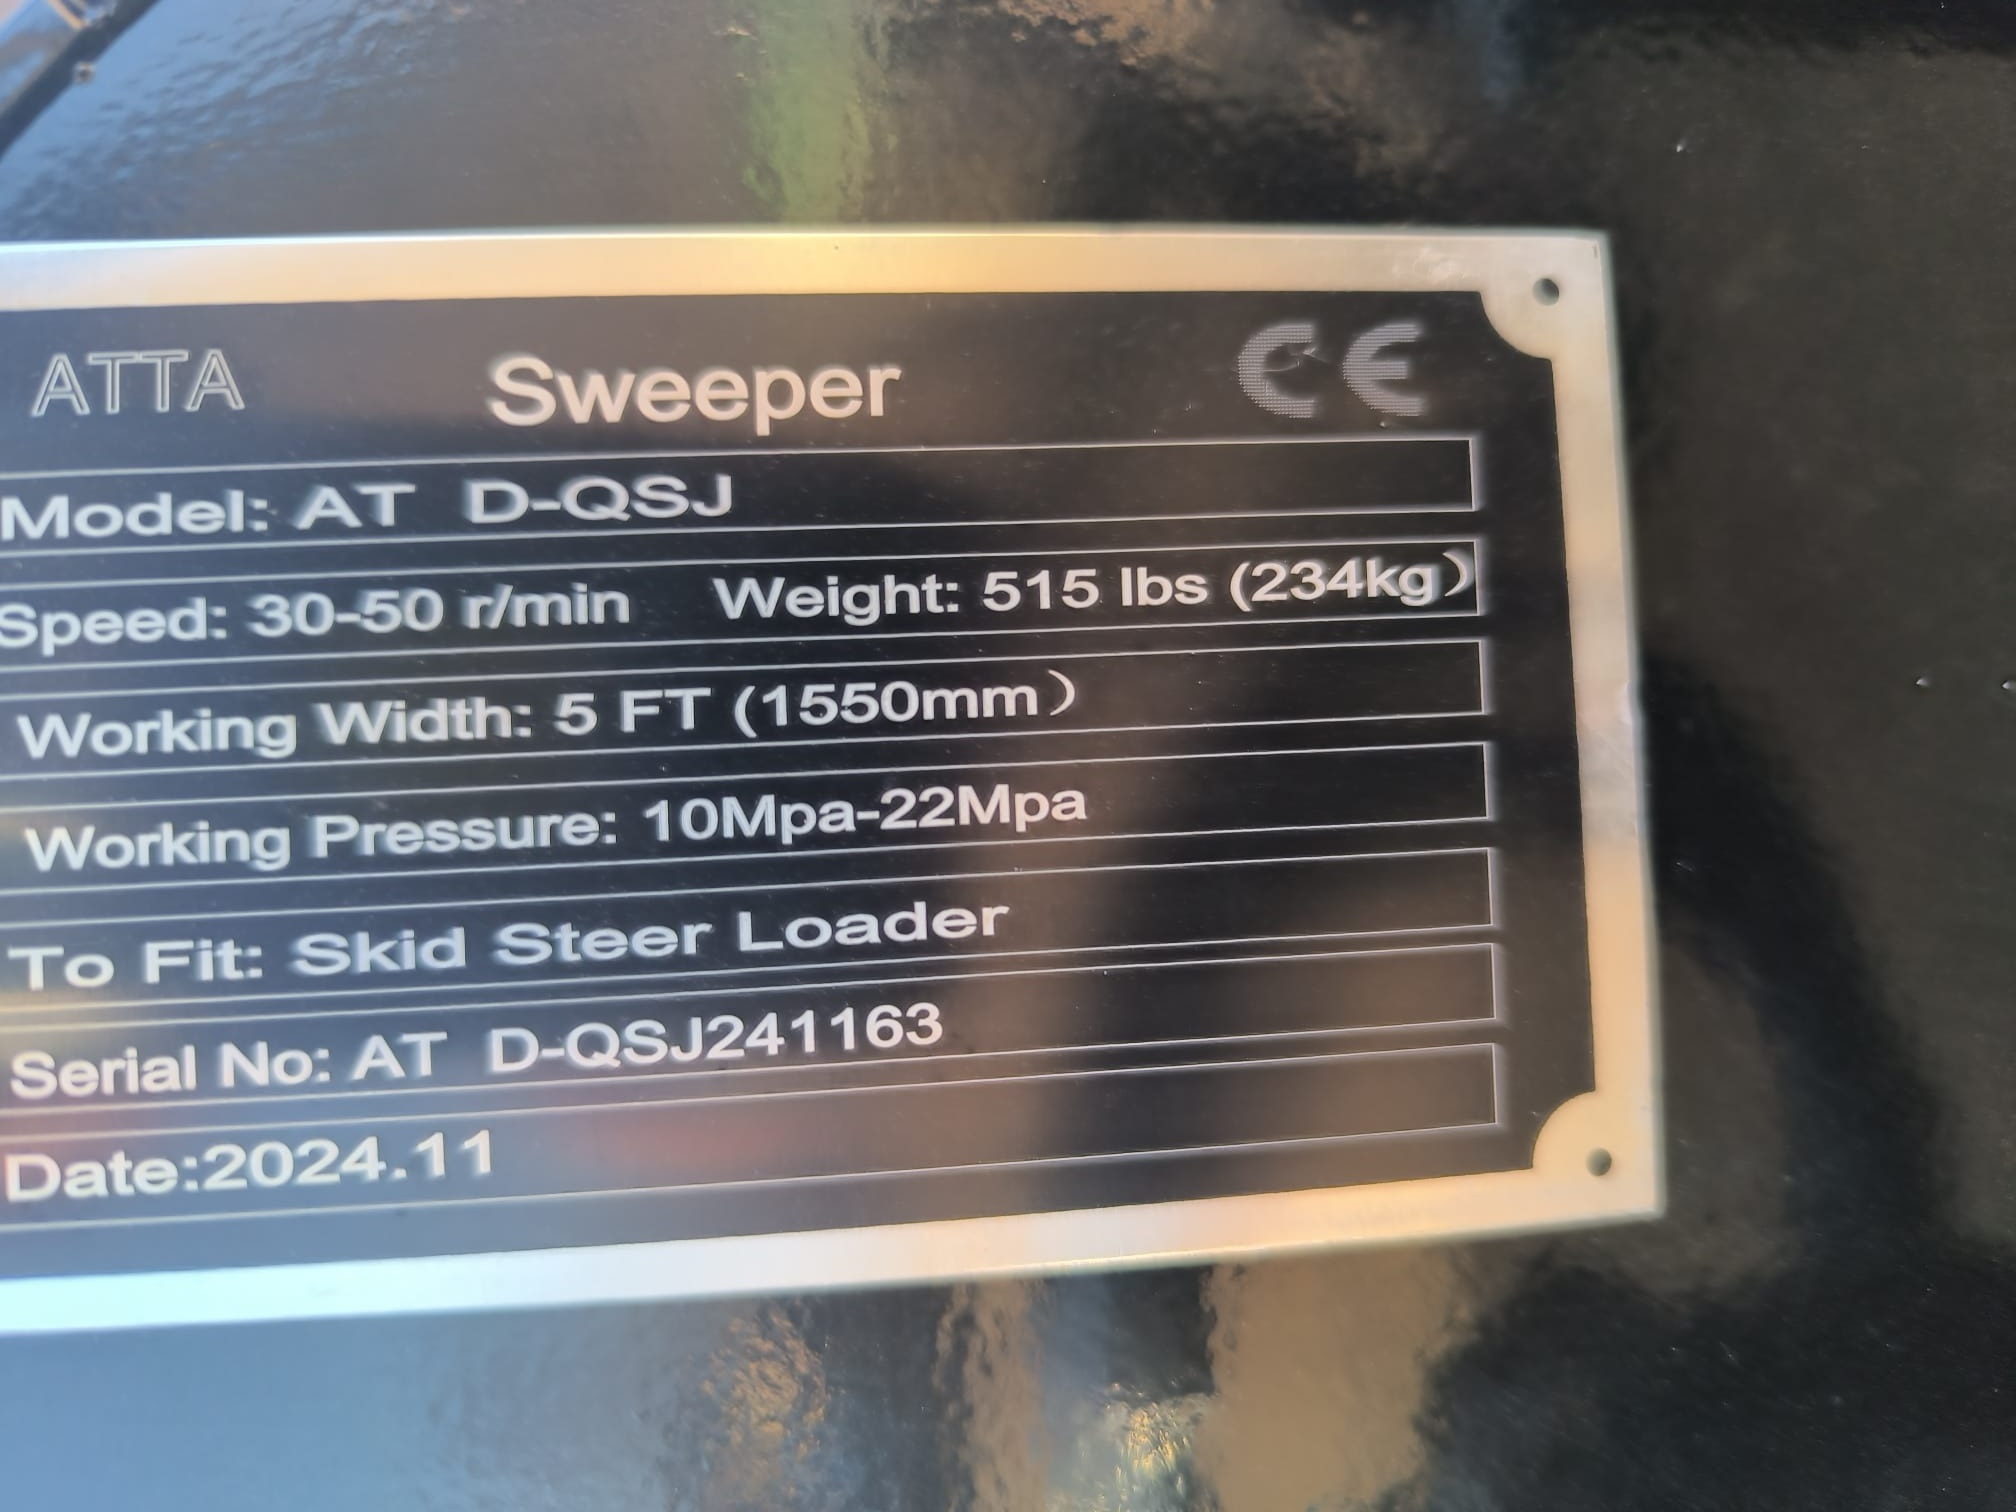 ATTA Sweeper CE
Model: AT D-QSJ
Speed: 30-50 r/min Weight: 515 lbs (234kg）
Working Width: 5 FT (1550mm）
Working Pressure: 10Mpa-22Mpa
To Fit: Skid Steer Loader
Serial No: AT D-QSJ241163
Date:2024.11